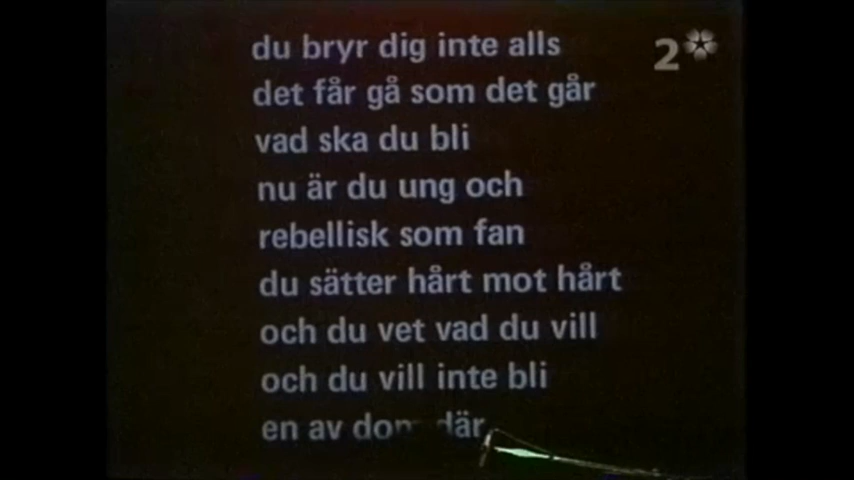 du bryr dig inte alls
2
det får gå som det går
vad ska du bli
nu är du ung och
rebellisk som fan
du sätter hårt mot hårt
och du vet vad du vill
och du vill inte bli
en av dom där